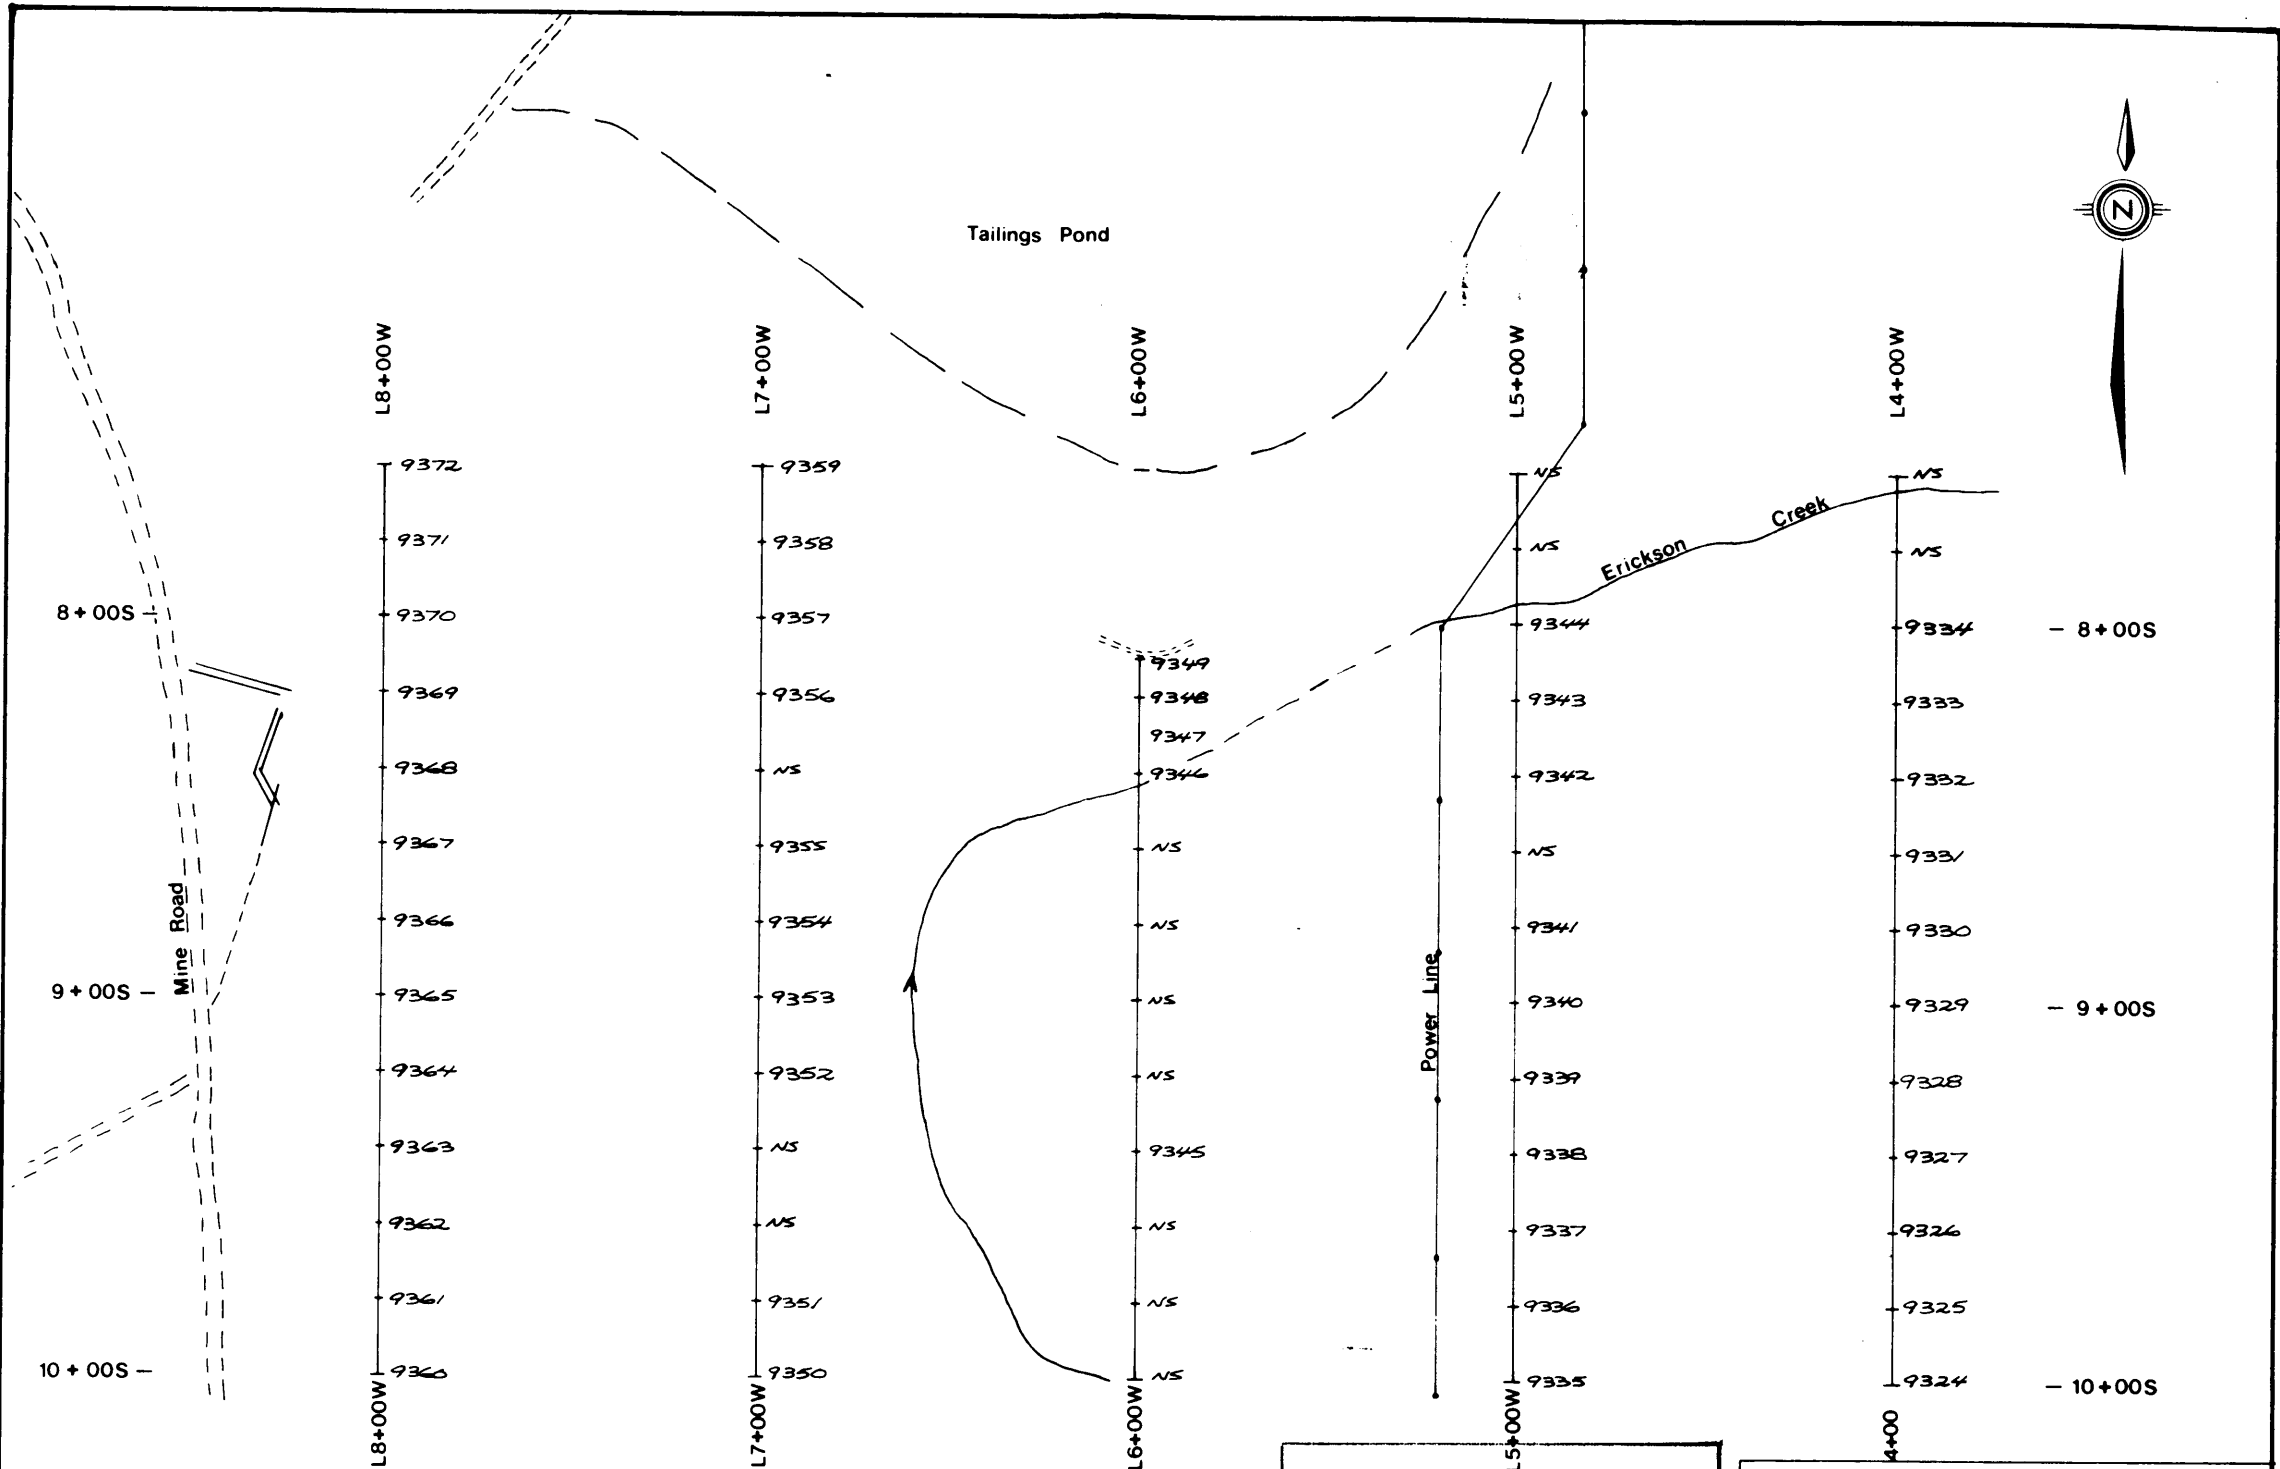 Tailings Pond
N
L8+00W
L7+00W
L6+00W
L5+00W
L4+00W
9372
9371
9370
9369
9368
9367
9366
9365
9364
9363
9362
9361
9360
9359
9358
9357
9356
NS
9355
9354
9353
9352
NS
NS
9351
9350
9349
9348
9347
9346
NS
NS
NS
NS
9345
NS
NS
NS
NS
NS
9344
9343
9342
NS
9341
9340
9339
9338
9337
9336
9335
NS
NS
9334
9333
9332
9331
9330
9329
9328
9327
9326
9325
9324
Erickson Creek
Mine Road
Power Line
8+00S –
9+00S –
10+00S –
– 8+00S
– 9+00S
– 10+00S
L8+00W
L7+00W
L6+00W
L5+00W
4+00